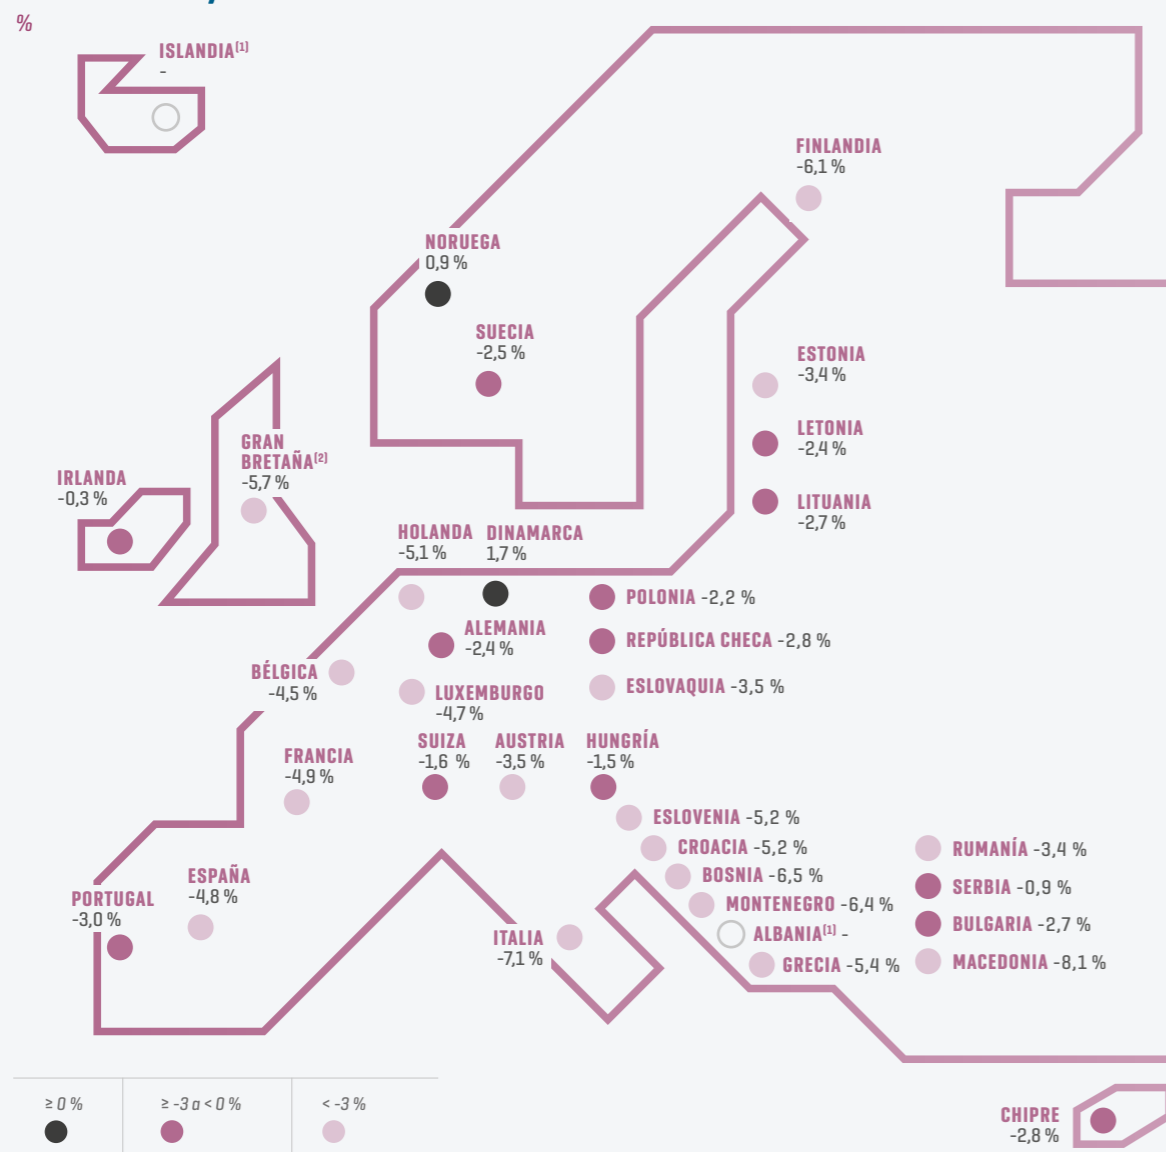 %
ISLANDIA(1)
-
FINLANDIA
-6,1 %
NORUEGA
0,9 %
SUECIA
-2,5 %
ESTONIA
-3,4 %
LETONIA
-2,4 %
LITUANIA
-2,7 %
GRAN
BRETAÑA(2)
-5,7 %
IRLANDA
-0,3 %
HOLANDA
-5,1 %
DINAMARCA
1,7 %
POLONIA -2,2 %
ALEMANIA
-2,4 %
REPÚBLICA CHECA -2,8 %
BÉLGICA
-4,5 %
LUXEMBURGO
-4,7 %
ESLOVAQUIA -3,5 %
FRANCIA
-4,9 %
SUIZA
-1,6 %
AUSTRIA
-3,5 %
HUNGRÍA
-1,5 %
ESLOVENIA -5,2 %
CROACIA -5,2 %
BOSNIA -6,5 %
MONTENEGRO -6,4 %
ALBANIA(1) -
GRECIA -5,4 %
RUMANÍA -3,4 %
SERBIA -0,9 %
BULGARIA -2,7 %
MACEDONIA -8,1 %
ESPAÑA
-4,8 %
PORTUGAL
-3,0 %
ITALIA
-7,1 %
≥ 0 %
≥ -3 a < 0 %
< -3 %
CHIPRE
-2,8 %